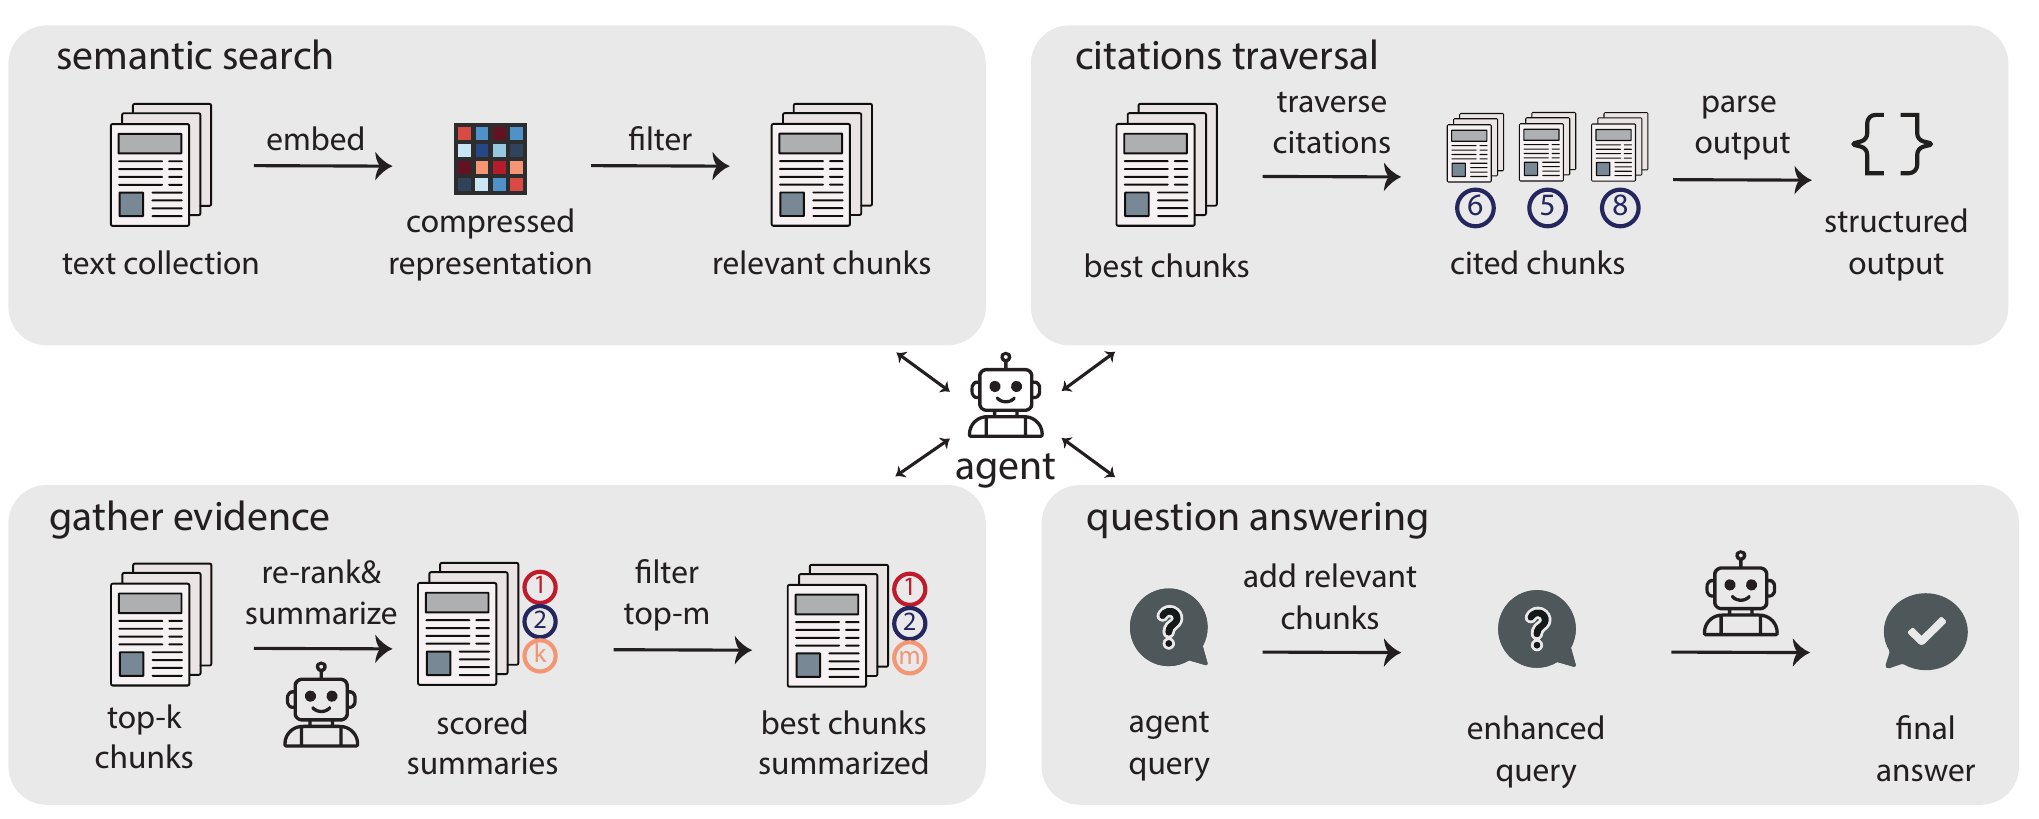 semantic search
embed
filter
text collection
compressed
representation
relevant chunks
citations traversal
traverse
citations
parse
output
{ }
6
5
8
best chunks
cited chunks
structured
output
agent
gather evidence
re-rank&
summarize
filter
top-m
1
2
k
1
2
m
top-k
chunks
scored
summaries
best chunks
summarized
question answering
add relevant
chunks
?
?
agent
query
enhanced
query
final
answer